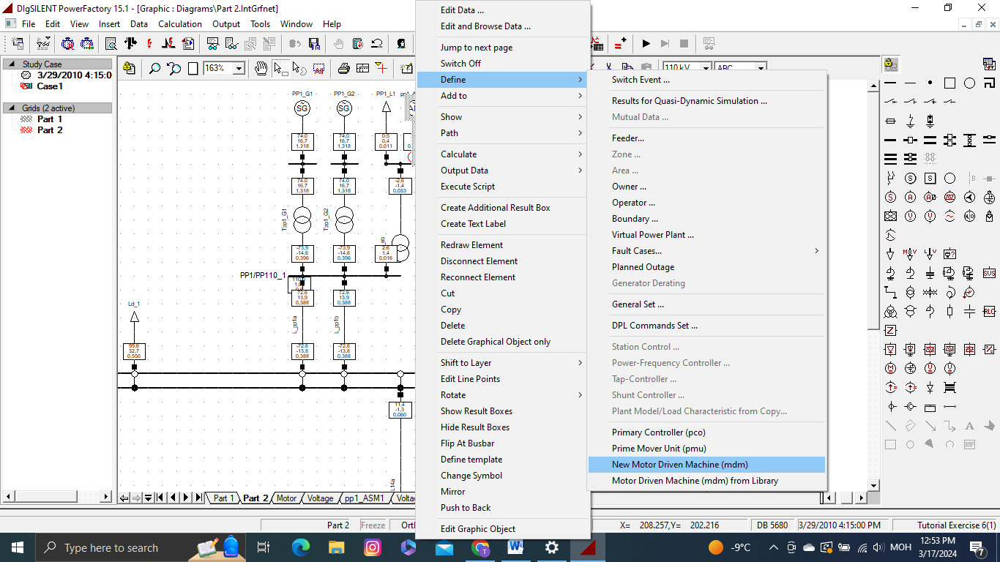 DIgSILENT PowerFactory 15.1 - [Graphic : Diagrams\Part 2.IntGrfnet]
File Edit View Insert Data Calculation Output Tools Window Help
163%
110 kV ABC
Study Case
3/29/2010 4:15:0
Case1
Grids (2 active)
Part 1
Part 2
PP1_G1 PP1_G2 PP1_L1
SG SG
74,0 74,0 0,5
16,7 16,7 0,4
1,318 1,318 0,011
74,0 74,0 -2,6
16,7 16,7 -1,4
1,318 1,318 0,053
Tpp1_G1 Tpp1_G2
-73,9 -73,9 2,6
-14,6 -14,6 1,4
0,396 0,396 0,016
PP1/PP110_1
72,6 72,6
13,9 13,9
0,388 0,388
Ld_1
L_pp1a L_pp1b
99,6 -72,6 -72,6
32,7 -13,8 -13,8
0,550 0,388 0,388
11,4
-1,3
0,060
L14a
Edit Data ...
Edit and Browse Data ...
Jump to next page
Switch Off
Define
Add to
Show
Path
Calculate
Output Data
Execute Script
Create Additional Result Box
Create Text Label
Redraw Element
Disconnect Element
Reconnect Element
Cut
Copy
Delete
Delete Graphical Object only
Shift to Layer
Edit Line Points
Rotate
Show Result Boxes
Hide Result Boxes
Flip At Busbar
Define template
Change Symbol
Mirror
Push to Back
Edit Graphic Object
Switch Event ...
Results for Quasi-Dynamic Simulation ...
Mutual Data ...
Feeder...
Zone ...
Area ...
Owner ...
Operator ...
Boundary ...
Virtual Power Plant ...
Fault Cases...
Planned Outage
Generator Derating
General Set ...
DPL Commands Set ...
Station Control ...
Power-Frequency Controller ...
Tap-Controller ...
Shunt Controller ...
Plant Model/Load Characteristic from Copy...
Primary Controller (pco)
Prime Mover Unit (pmu)
New Motor Driven Machine (mdm)
Motor Driven Machine (mdm) from Library
SVS
RLC
BMP
Part 1 Part 2 Motor Voltage pp1_ASM1 Voltag
Part 2 Freeze Orth X= 208.257,Y= 202.216 DB 5680 3/29/2010 4:15:00 PM Tutorial Exercise 6(1)
Type here to search
-9°C
МОН
12:53 PM
3/17/2024
7